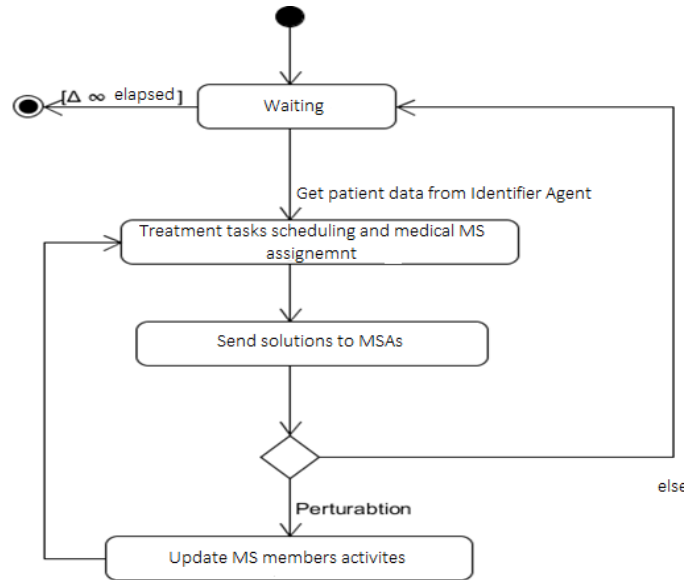 [Δ ∞ elapsed]
Waiting
Get patient data from Identifier Agent
Treatment tasks scheduling and medical MS
assignemnt
Send solutions to MSAs
else
Perturabtion
Update MS members activites